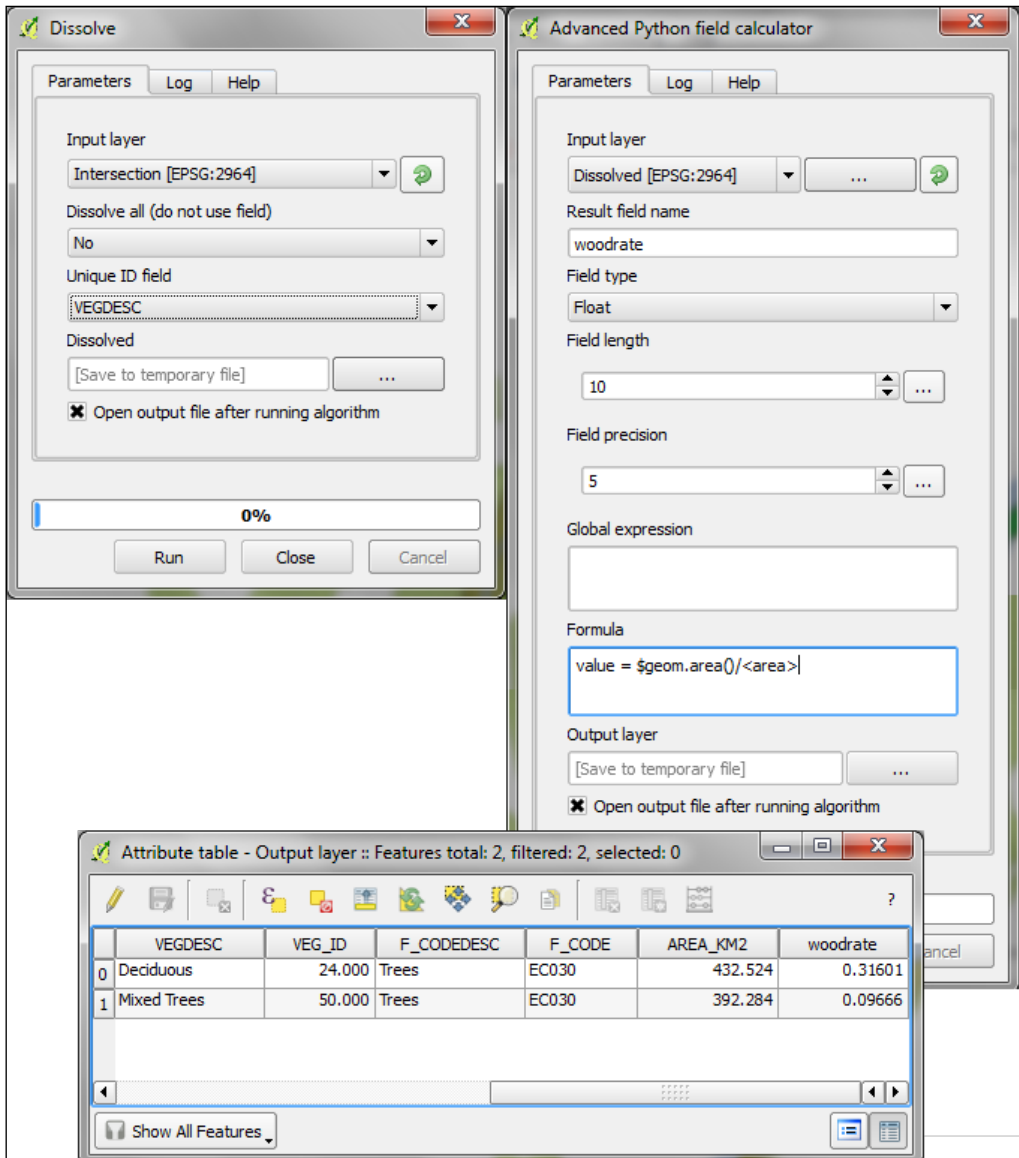 Dissolve
Parameters Log Help
Input layer
Intersection [EPSG:2964]
Dissolve all (do not use field)
No
Unique ID field
VEGDESC
Dissolved
[Save to temporary file] ...
Open output file after running algorithm
0%
Run Close Cancel
Advanced Python field calculator
Parameters Log Help
Input layer
Dissolved [EPSG:2964] ...
Result field name
woodrate
Field type
Float
Field length
10 ...
Field precision
5 ...
Global expression
Formula
value = $geom.area()/<area>
Output layer
[Save to temporary file] ...
Open output file after running algorithm
ancel
Attribute table - Output layer :: Features total: 2, filtered: 2, selected: 0
?
VEGDESC VEG_ID F_CODEDESC F_CODE AREA_KM2 woodrate
0 Deciduous 24.000 Trees EC030 432.524 0.31601
1 Mixed Trees 50.000 Trees EC030 392.284 0.09666
Show All Features